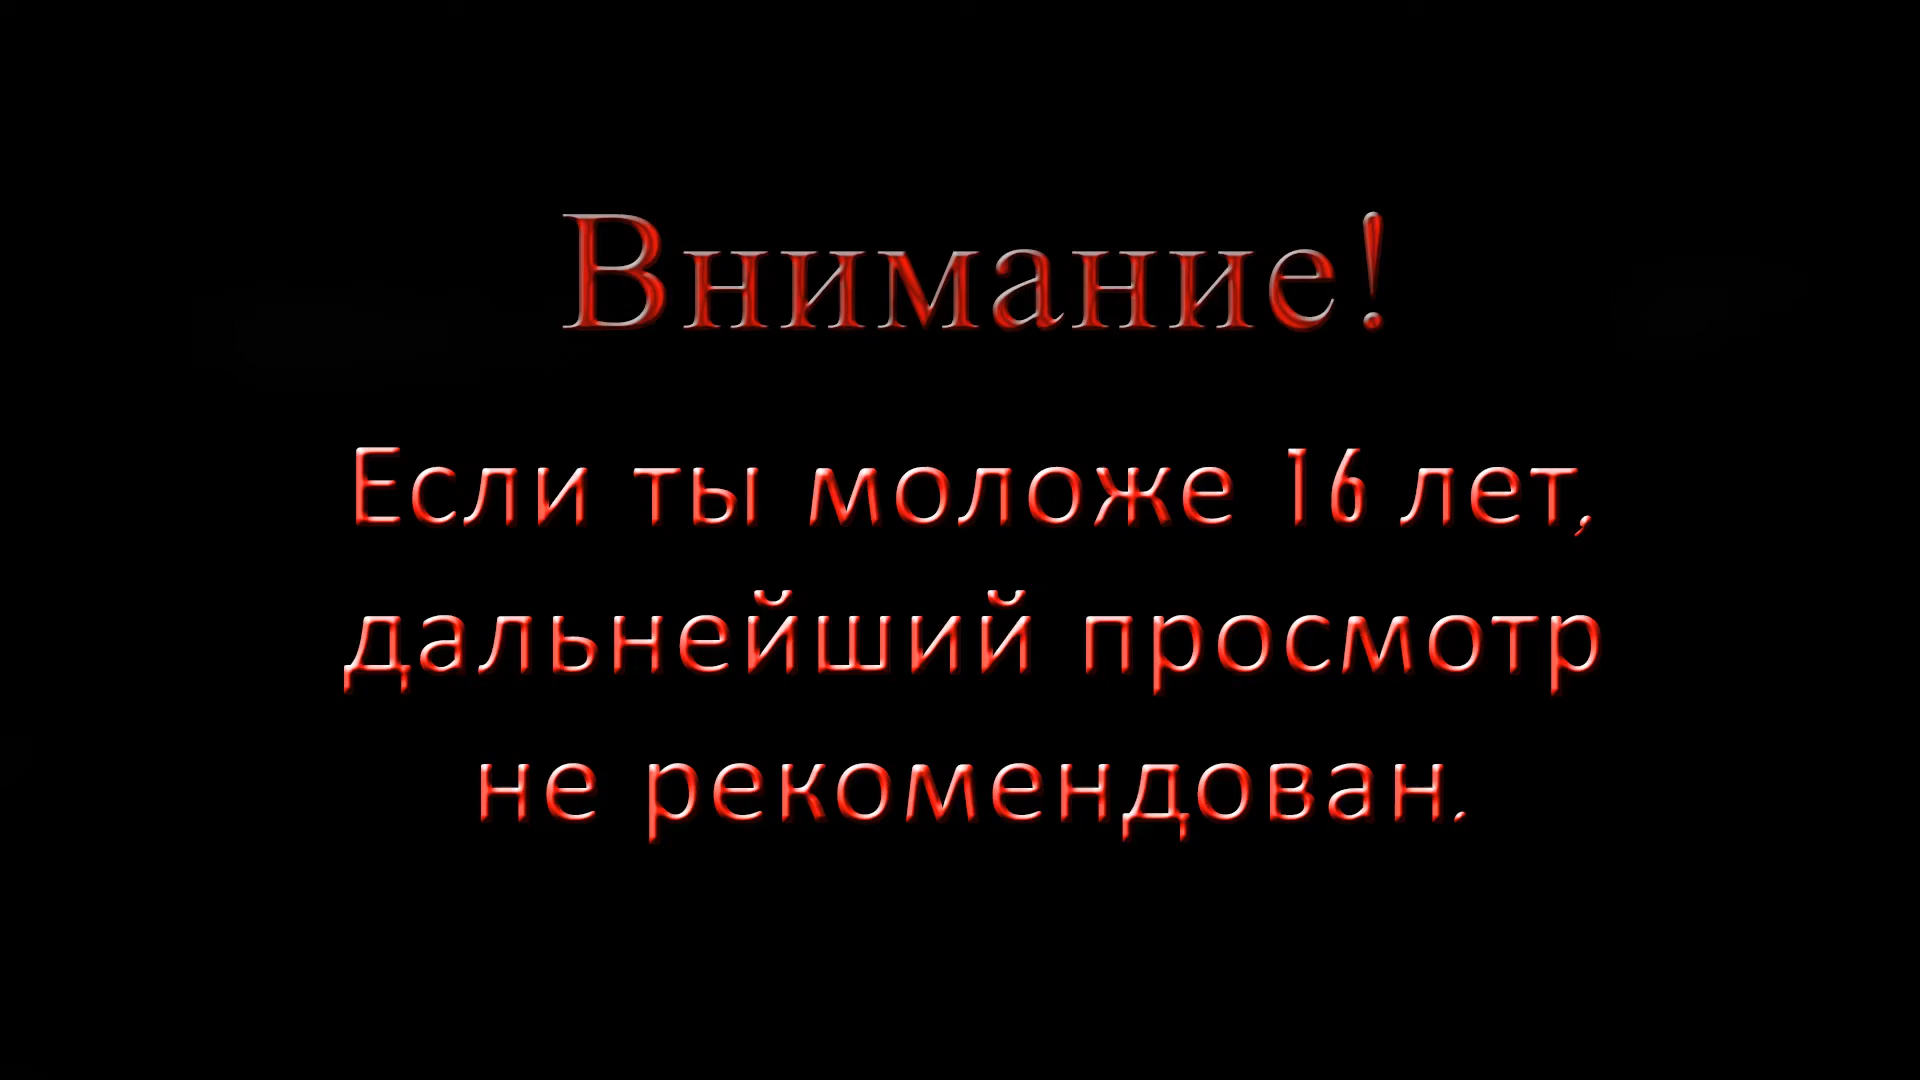 Внимание!
Если ты моложе 16 лет,
дальнейший просмотр
не рекомендован.